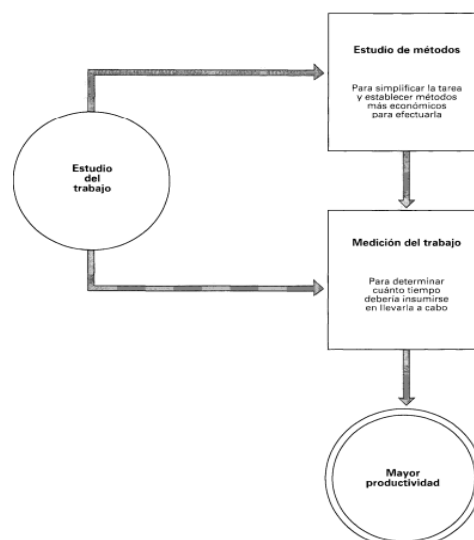 Estudio de métodos
Para simplificar la tarea
y establecer métodos
más económicos
para efectuarla
Estudio
del
trabajo
Medición del trabajo
Para determinar
cuánto tiempo
debería insumirse
en llevarla a cabo
Mayor
productividad